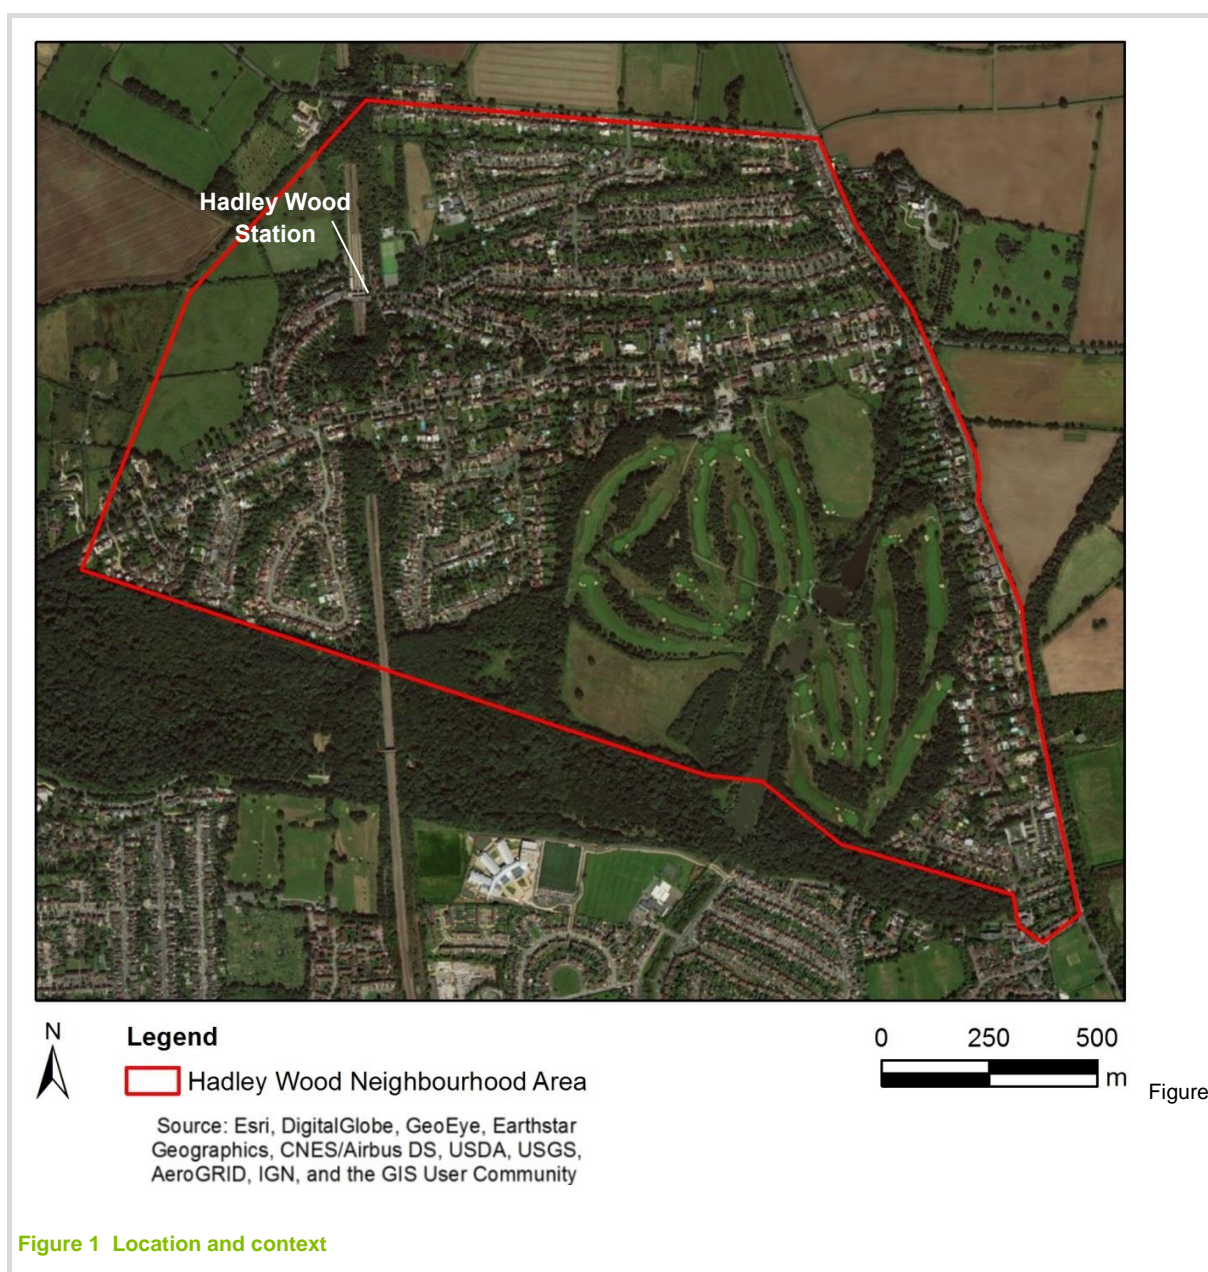 Hadley Wood
Station
N
Legend
Hadley Wood Neighbourhood Area
Source: Esri, DigitalGlobe, GeoEye, Earthstar
Geographics, CNES/Airbus DS, USDA, USGS,
AeroGRID, IGN, and the GIS User Community
0 250 500
m
Figure
Figure 1 Location and context